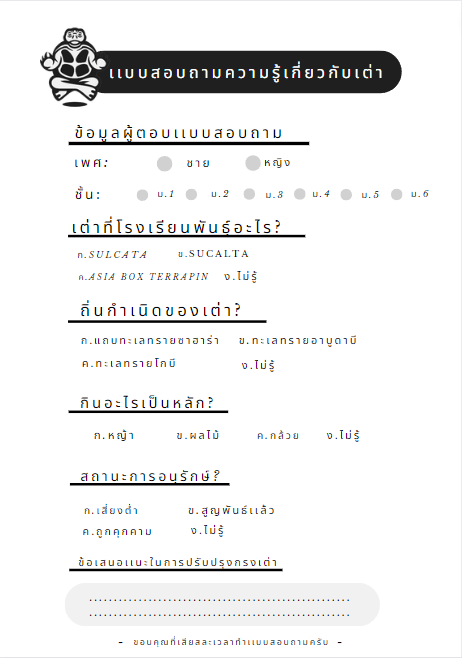 แบบสอบถามความรู้เกี่ยวกับเต่า
ข้อมูลผู้ตอบแบบสอบถาม
เพศ: ชาย หญิง
ชั้น: ม.1 ม.2 ม.3 ม.4 ม.5 ม.6
เต่าที่โรงเรียนพันธุ์อะไร?
ก.SULCATA ข.SUCALTA
ค.ASIA BOX TERRAPIN ง.ไม่รู้
ถิ่นกำเนิดของเต่า?
ก.แถบทะเลทรายซาฮาร่า ข.ทะเลทรายอาบูดาบี
ค.ทะเลทรายโกบี ง.ไม่รู้
กินอะไรเป็นหลัก?
ก.หญ้า ข.ผลไม้ ค.กล้วย ง.ไม่รู้
สถานะการอนุรักษ์?
ก.เสี่ยงต่ำ ข.สูญพันธ์แล้ว
ค.ถูกคุกคาม ง.ไม่รู้
ข้อเสนอแนะในการปรับปรุงกรงเต่า
......................................................
......................................................
- ขอบคุณที่เสียสละเวลาทำแบบสอบถามครับ -